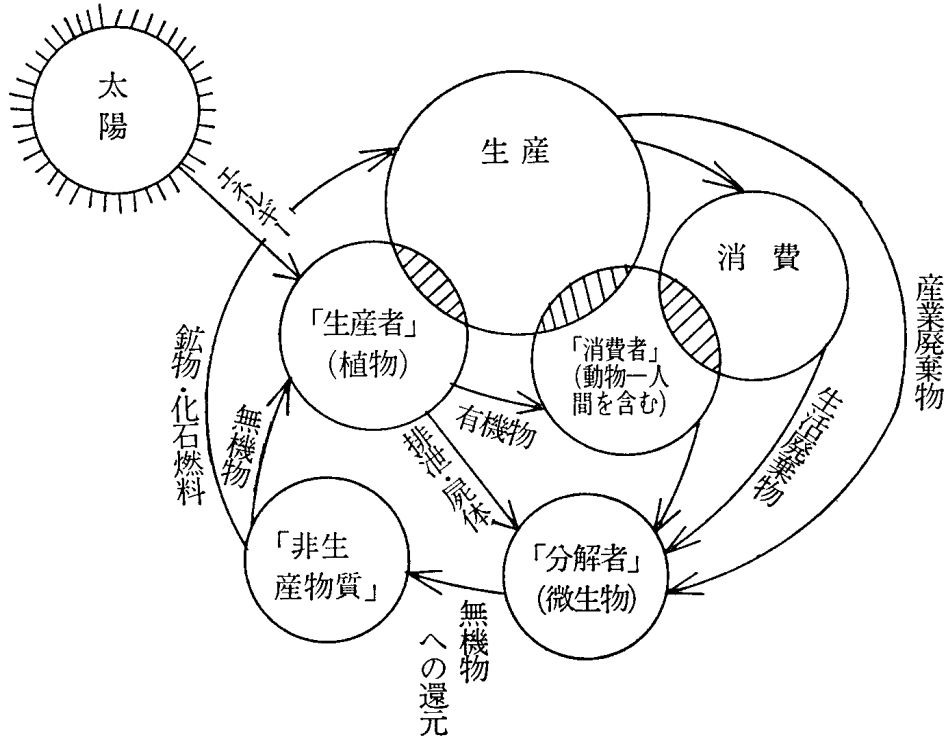 太
陽
エネルギー
生産
消 費
「生産者」
(植物)
「消費者」
(動物―人
間を含む)
産業廃棄物
生活廃棄物
鉱物・化石燃料
無機物
有機物
排泄・屍体
「非生
産物質」
「分解者」
(微生物)
無機物
への還元